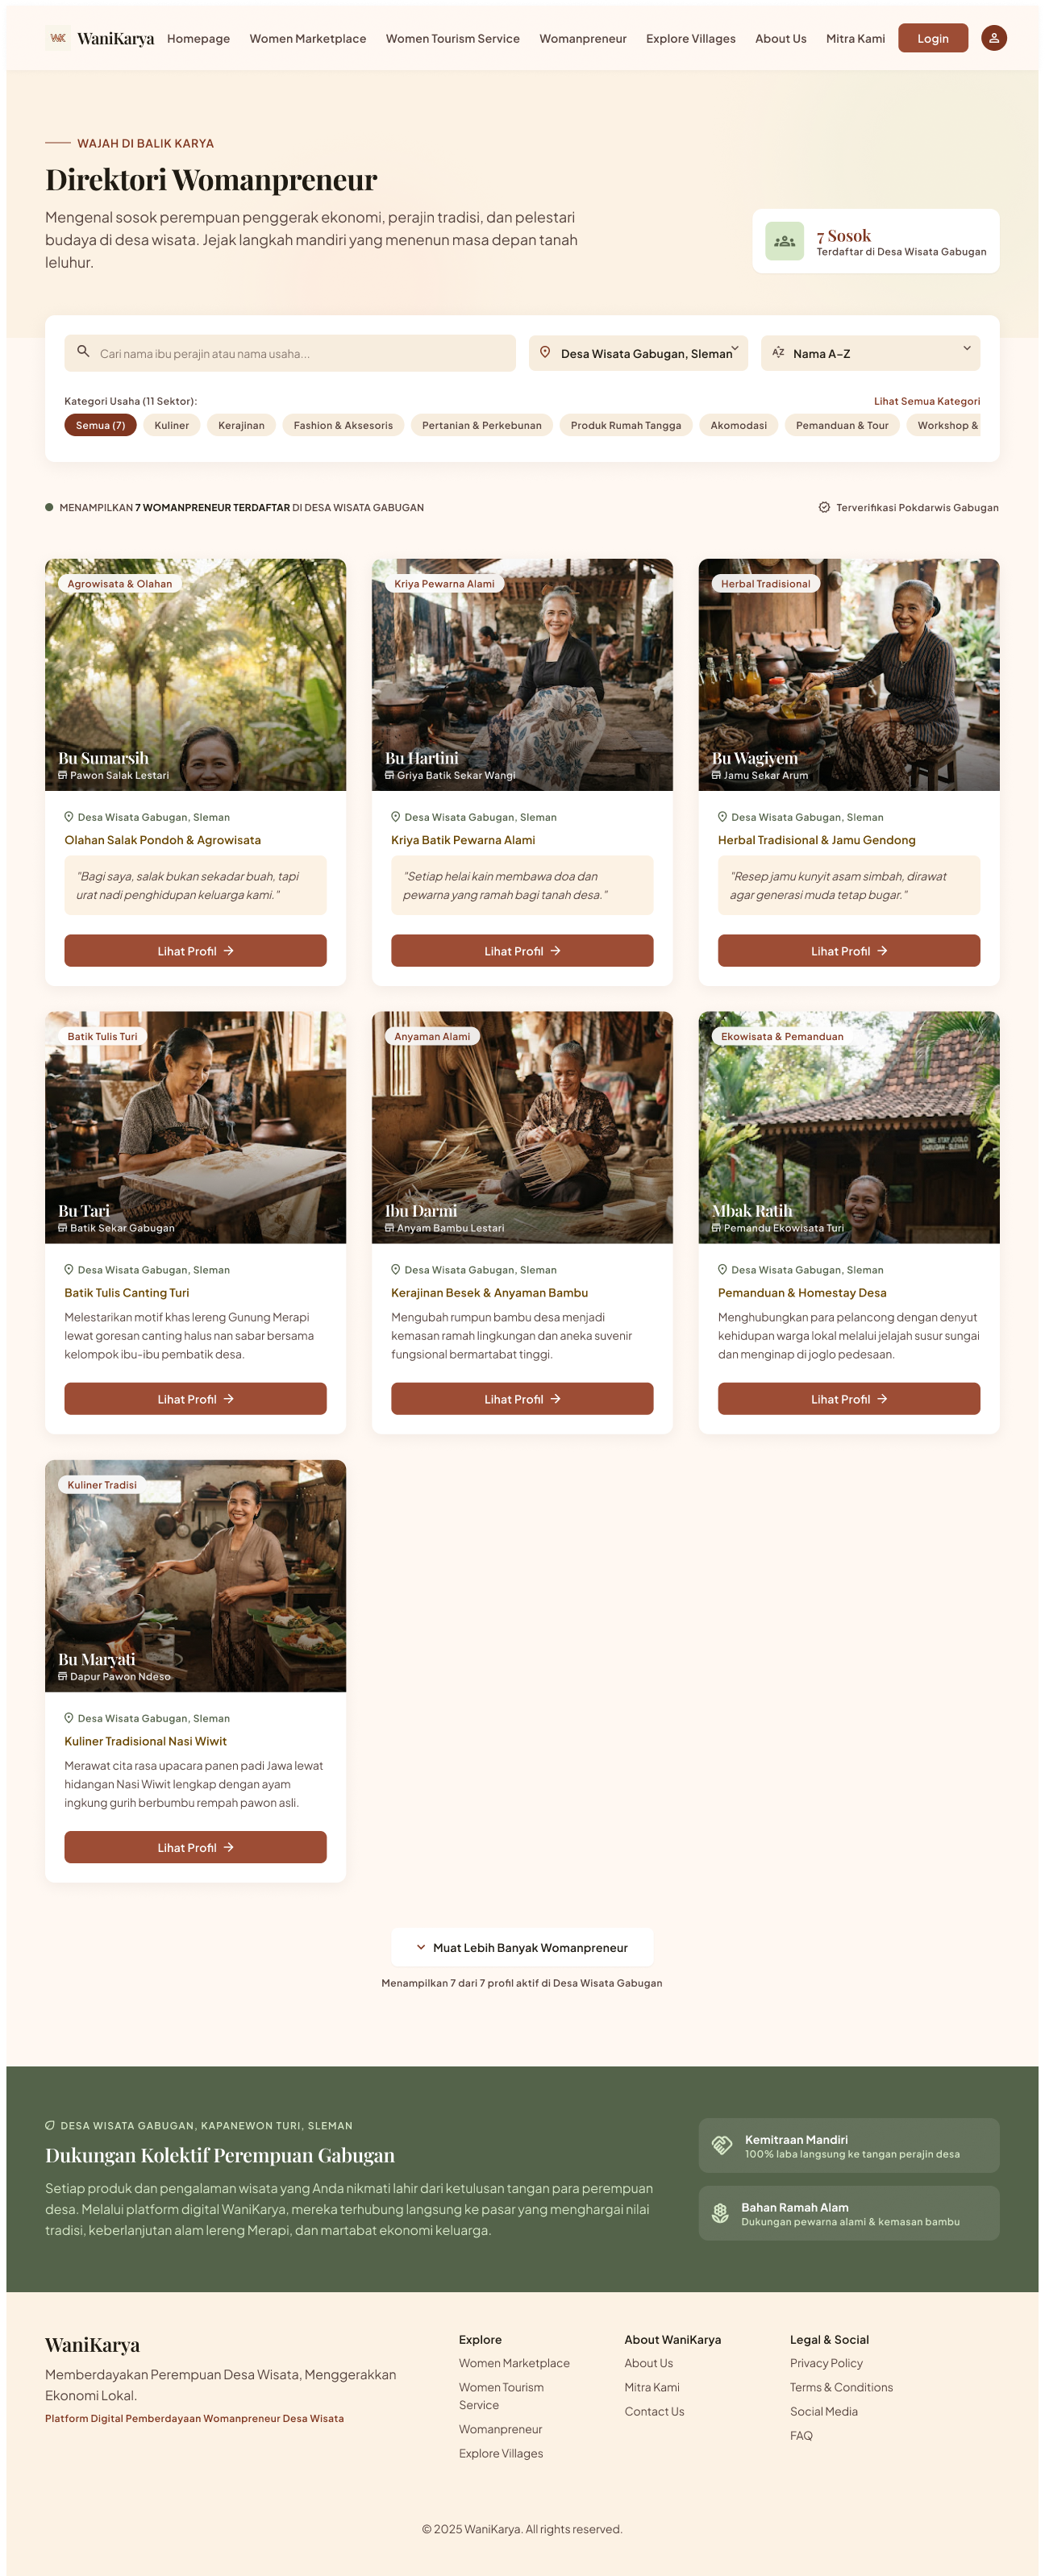 WK WaniKarya Homepage Women Marketplace Women Tourism Service Womanpreneur Explore Villages About Us Mitra Kami Login
WAJAH DI BALIK KARYA
Direktori Womanpreneur
Mengenal sosok perempuan penggerak ekonomi, perajin tradisi, dan pelestari
budaya di desa wisata. Jejak langkah mandiri yang menenun masa depan tanah
leluhur.
7 Sosok
Terdaftar di Desa Wisata Gabugan
Cari nama ibu perajin atau nama usaha...
Desa Wisata Gabugan, Sleman
Nama A–Z
Kategori Usaha (11 Sektor):
Lihat Semua Kategori
Semua (7) Kuliner Kerajinan Fashion & Aksesoris Pertanian & Perkebunan Produk Rumah Tangga Akomodasi Pemanduan & Tour Workshop &
MENAMPILKAN 7 WOMANPRENEUR TERDAFTAR DI DESA WISATA GABUGAN
Terverifikasi Pokdarwis Gabugan
Agrowisata & Olahan
Bu Sumarsih
Pawon Salak Lestari
Desa Wisata Gabugan, Sleman
Olahan Salak Pondoh & Agrowisata
"Bagi saya, salak bukan sekadar buah, tapi
urat nadi penghidupan keluarga kami."
Lihat Profil
Kriya Pewarna Alami
Bu Hartini
Griya Batik Sekar Wangi
Desa Wisata Gabugan, Sleman
Kriya Batik Pewarna Alami
"Setiap helai kain membawa doa dan
pewarna yang ramah bagi tanah desa."
Lihat Profil
Herbal Tradisional
Bu Wagiyem
Jamu Sekar Arum
Desa Wisata Gabugan, Sleman
Herbal Tradisional & Jamu Gendong
"Resep jamu kunyit asam simbah, dirawat
agar generasi muda tetap bugar."
Lihat Profil
Batik Tulis Turi
Bu Tari
Batik Sekar Gabugan
Desa Wisata Gabugan, Sleman
Batik Tulis Canting Turi
Melestarikan motif khas lereng Gunung Merapi
lewat goresan canting halus nan sabar bersama
kelompok ibu-ibu pembatik desa.
Lihat Profil
Anyaman Alami
Ibu Darmi
Anyam Bambu Lestari
Desa Wisata Gabugan, Sleman
Kerajinan Besek & Anyaman Bambu
Mengubah rumpun bambu desa menjadi
kemasan ramah lingkungan dan aneka suvenir
fungsional bermartabat tinggi.
Lihat Profil
Ekowisata & Pemanduan
HOME STAY JOGLO
GABUGAN - SLEMAN
Mbak Ratih
Pemandu Ekowisata Turi
Desa Wisata Gabugan, Sleman
Pemanduan & Homestay Desa
Menghubungkan para pelancong dengan denyut
kehidupan warga lokal melalui jelajah susur sungai
dan menginap di joglo pedesaan.
Lihat Profil
Kuliner Tradisi
Bu Maryati
Dapur Pawon Ndeso
Desa Wisata Gabugan, Sleman
Kuliner Tradisional Nasi Wiwit
Merawat cita rasa upacara panen padi Jawa lewat
hidangan Nasi Wiwit lengkap dengan ayam
ingkung gurih berbumbu rempah pawon asli.
Lihat Profil
Muat Lebih Banyak Womanpreneur
Menampilkan 7 dari 7 profil aktif di Desa Wisata Gabugan
DESA WISATA GABUGAN, KAPANEWON TURI, SLEMAN
Dukungan Kolektif Perempuan Gabugan
Setiap produk dan pengalaman wisata yang Anda nikmati lahir dari ketulusan tangan para perempuan
desa. Melalui platform digital WaniKarya, mereka terhubung langsung ke pasar yang menghargai nilai
tradisi, keberlanjutan alam lereng Merapi, dan martabat ekonomi keluarga.
Kemitraan Mandiri
100% laba langsung ke tangan perajin desa
Bahan Ramah Alam
Dukungan pewarna alami & kemasan bambu
WaniKarya
Memberdayakan Perempuan Desa Wisata, Menggerakkan
Ekonomi Lokal.
Platform Digital Pemberdayaan Womanpreneur Desa Wisata
Explore
Women Marketplace
Women Tourism
Service
Womanpreneur
Explore Villages
About WaniKarya
About Us
Mitra Kami
Contact Us
Legal & Social
Privacy Policy
Terms & Conditions
Social Media
FAQ
© 2025 WaniKarya. All rights reserved.